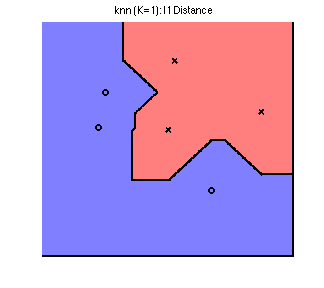 knn (K=1): l1 Distance